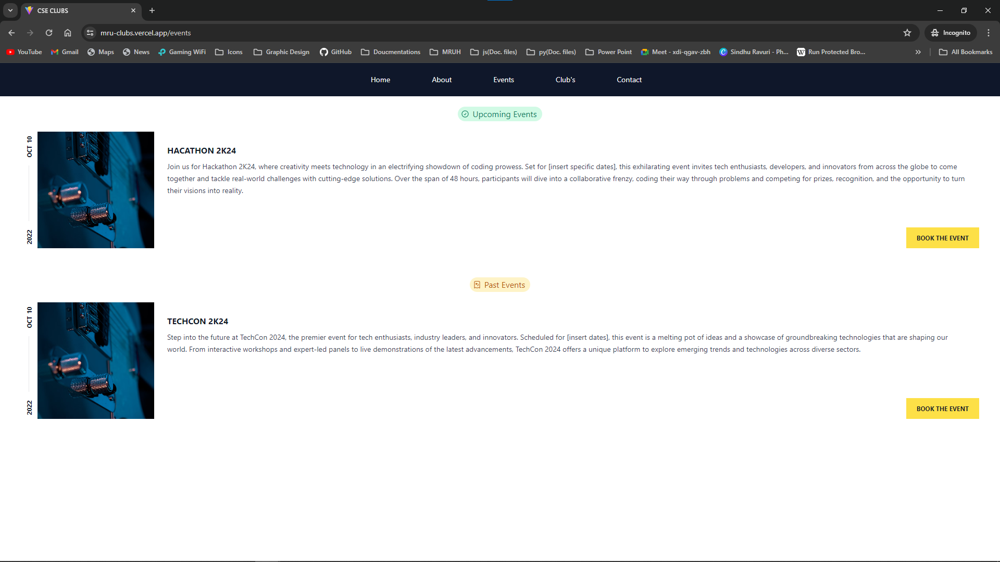 CSE CLUBS
mru-clubs.vercel.app/events
Incognito
YouTube
Gmail
Maps
News
Gaming WiFi
Icons
Graphic Design
GitHub
Doucmentations
MRUH
js(Doc. files)
py(Doc. files)
Power Point
Meet - xdi-qgav-zbh
Sindhu Ravuri - Ph...
Run Protected Bro...
All Bookmarks
Home
About
Events
Club's
Contact
Upcoming Events
OCT 10
2022
HACATHON 2K24
Join us for Hackathon 2K24, where creativity meets technology in an electrifying showdown of coding prowess. Set for [insert specific dates], this exhilarating event invites tech enthusiasts, developers, and innovators from across the globe to come
together and tackle real-world challenges with cutting-edge solutions. Over the span of 48 hours, participants will dive into a collaborative frenzy, coding their way through problems and competing for prizes, recognition, and the opportunity to turn
their visions into reality.
BOOK THE EVENT
Past Events
OCT 10
2022
TECHCON 2K24
Step into the future at TechCon 2024, the premier event for tech enthusiasts, industry leaders, and innovators. Scheduled for [insert dates], this event is a melting pot of ideas and a showcase of groundbreaking technologies that are shaping our
world. From interactive workshops and expert-led panels to live demonstrations of the latest advancements, TechCon 2024 offers a unique platform to explore emerging trends and technologies across diverse sectors.
BOOK THE EVENT